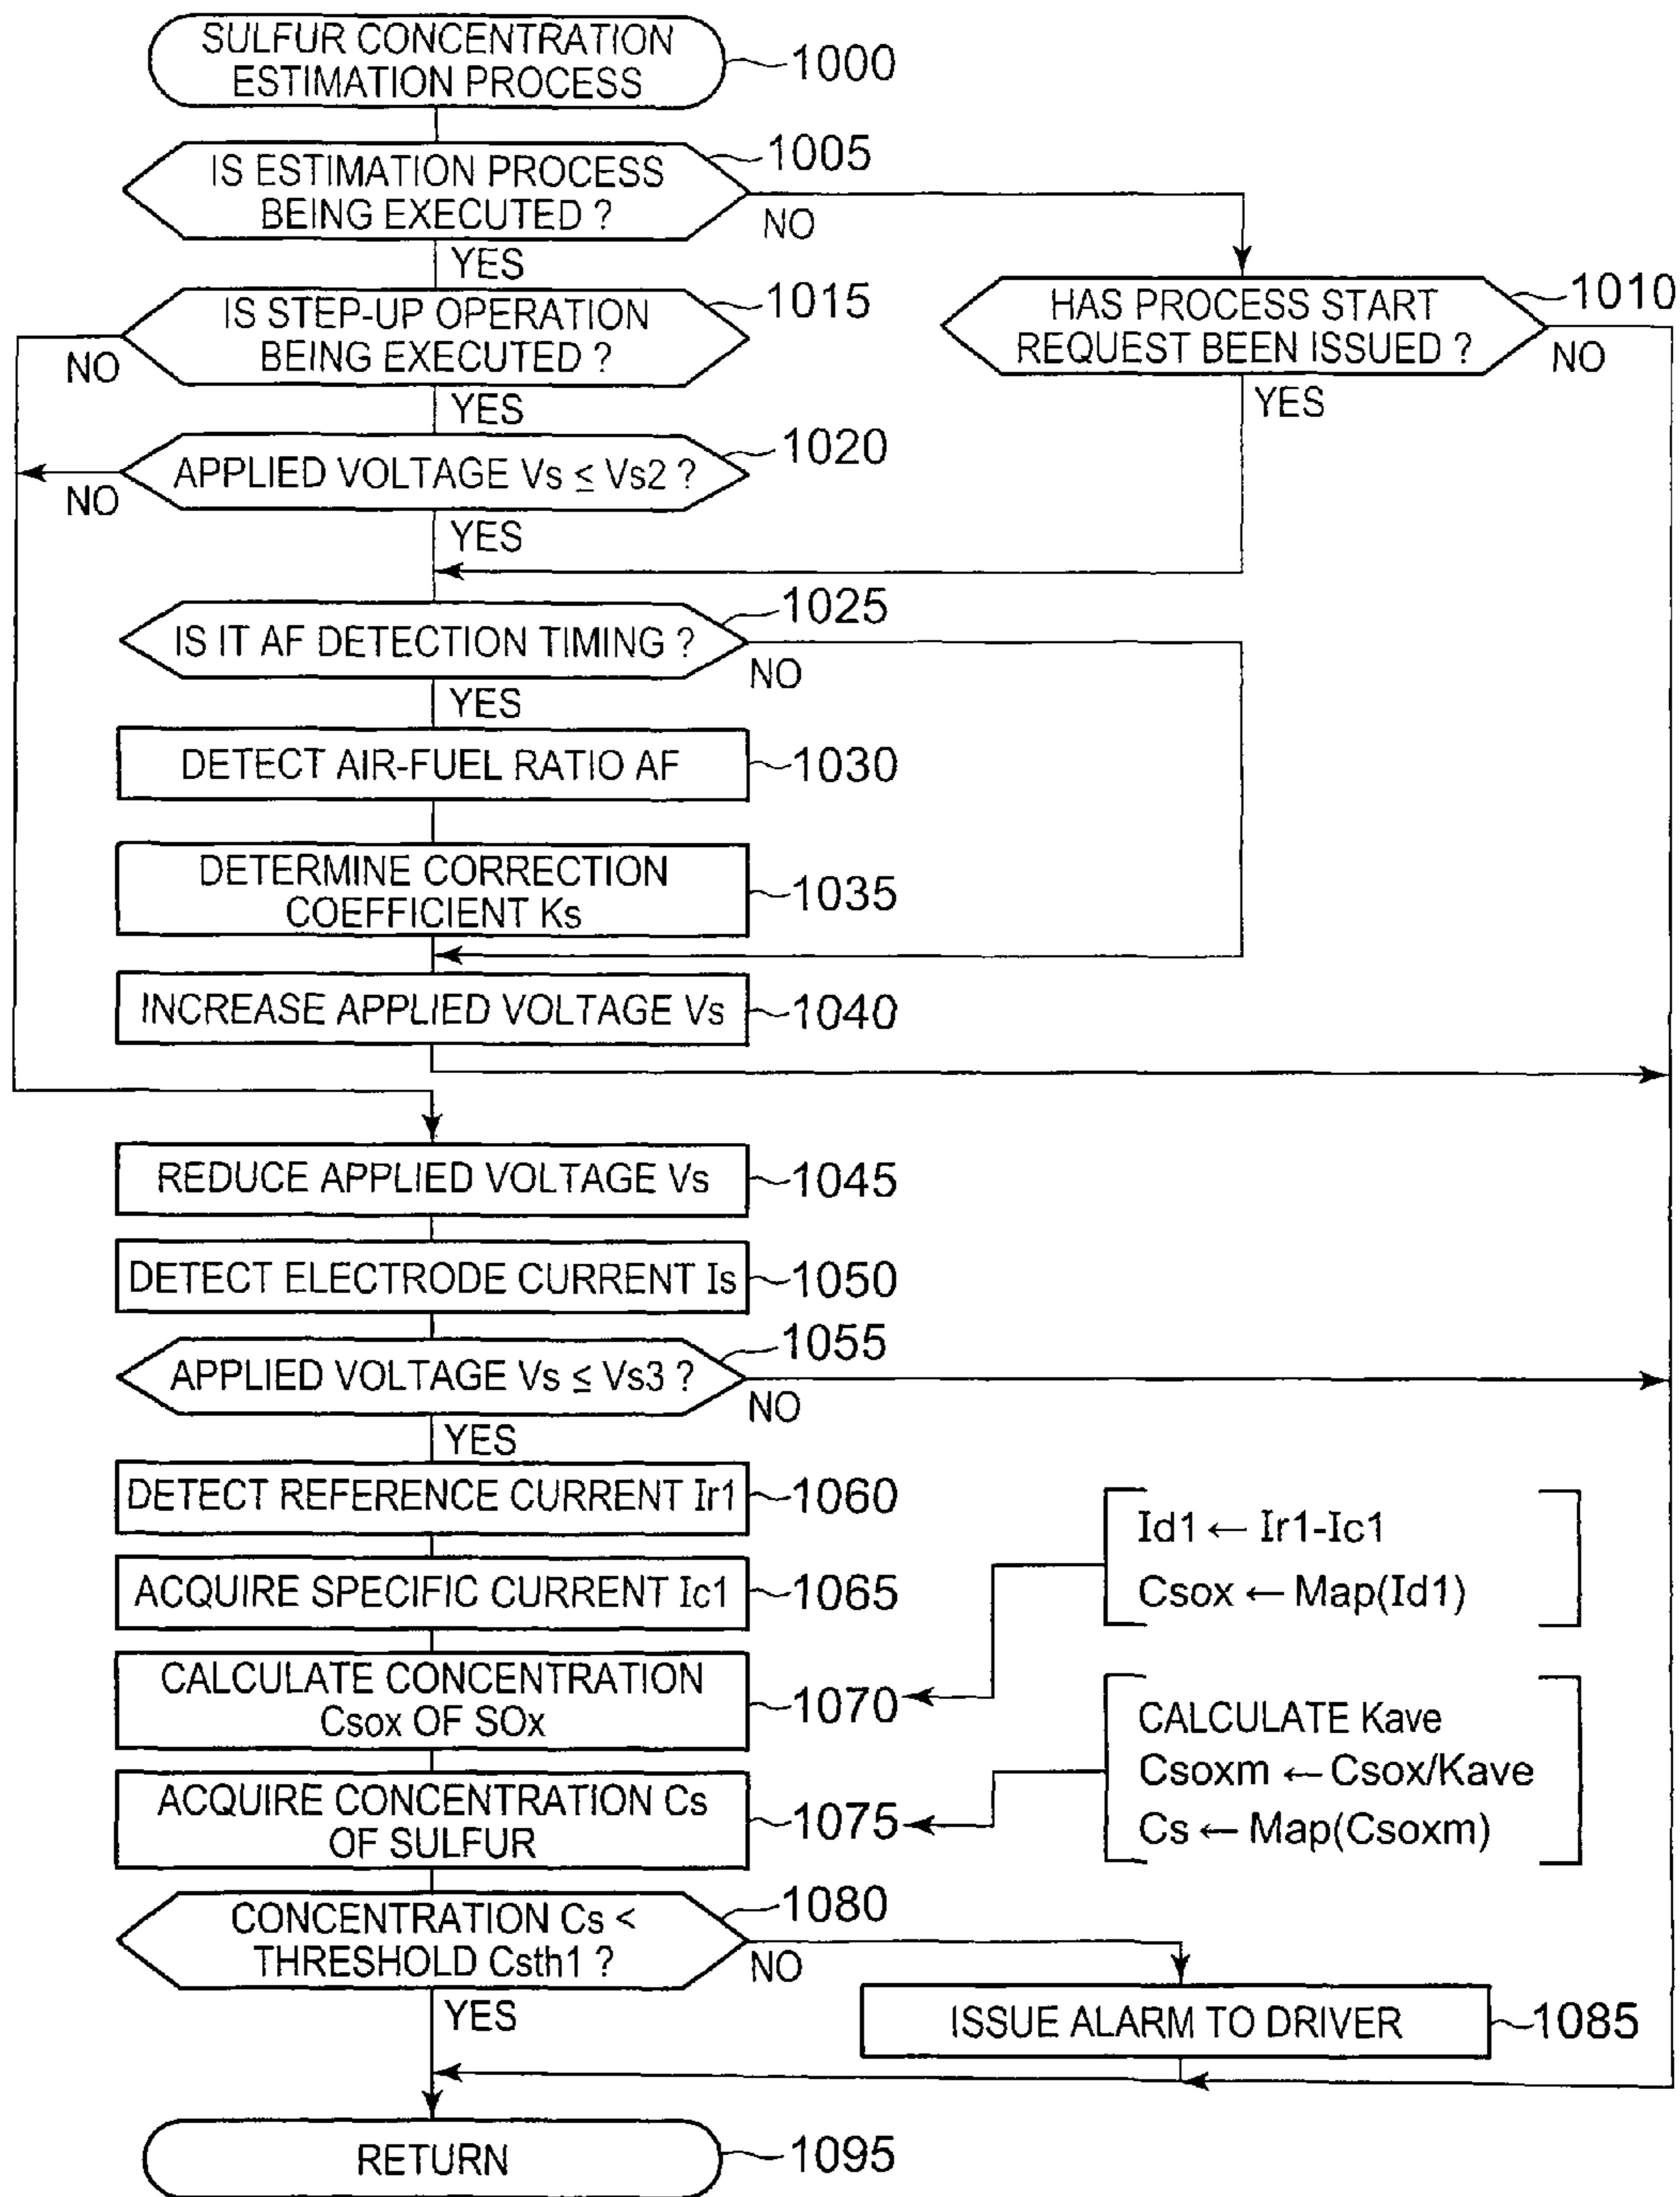 SULFUR CONCENTRATION
ESTIMATION PROCESS
1000
IS ESTIMATION PROCESS
BEING EXECUTED ?
1005
NO
YES
HAS PROCESS START
REQUEST BEEN ISSUED ?
1010
NO
YES
IS STEP-UP OPERATION
BEING EXECUTED ?
1015
NO
YES
APPLIED VOLTAGE Vs ≤ Vs2 ?
1020
NO
YES
IS IT AF DETECTION TIMING ?
1025
NO
YES
DETECT AIR-FUEL RATIO AF
1030
DETERMINE CORRECTION
COEFFICIENT Ks
1035
INCREASE APPLIED VOLTAGE Vs
1040
REDUCE APPLIED VOLTAGE Vs
1045
DETECT ELECTRODE CURRENT Is
1050
APPLIED VOLTAGE Vs ≤ Vs3 ?
1055
NO
YES
DETECT REFERENCE CURRENT Ir1
1060
ACQUIRE SPECIFIC CURRENT Ic1
1065
Id1 ← Ir1-Ic1
Csox ← Map(Id1)
CALCULATE CONCENTRATION
Csox OF SOx
1070
CALCULATE Kave
Csoxm ← Csox/Kave
Cs ← Map(Csoxm)
ACQUIRE CONCENTRATION Cs
OF SULFUR
1075
CONCENTRATION Cs <
THRESHOLD Csth1 ?
1080
NO
YES
ISSUE ALARM TO DRIVER
1085
RETURN
1095